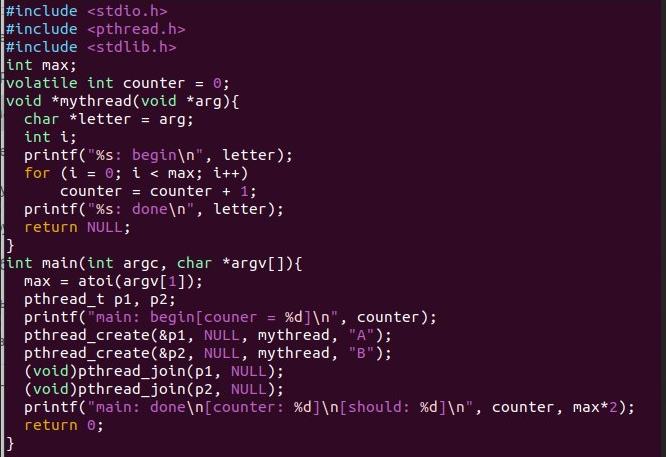 #include <stdio.h>
#include <pthread.h>
#include <stdlib.h>
int max;
volatile int counter = 0;
void *mythread(void *arg){
  char *letter = arg;
  int i;
  printf("%s: begin\n", letter);
  for (i = 0; i < max; i++)
      counter = counter + 1;
  printf("%s: done\n", letter);
  return NULL;
}
int main(int argc, char *argv[]){
  max = atoi(argv[1]);
  pthread_t p1, p2;
  printf("main: begin[couner = %d]\n", counter);
  pthread_create(&p1, NULL, mythread, "A");
  pthread_create(&p2, NULL, mythread, "B");
  (void)pthread_join(p1, NULL);
  (void)pthread_join(p2, NULL);
  printf("main: done\n[counter: %d]\n[should: %d]\n", counter, max*2);
  return 0;
}